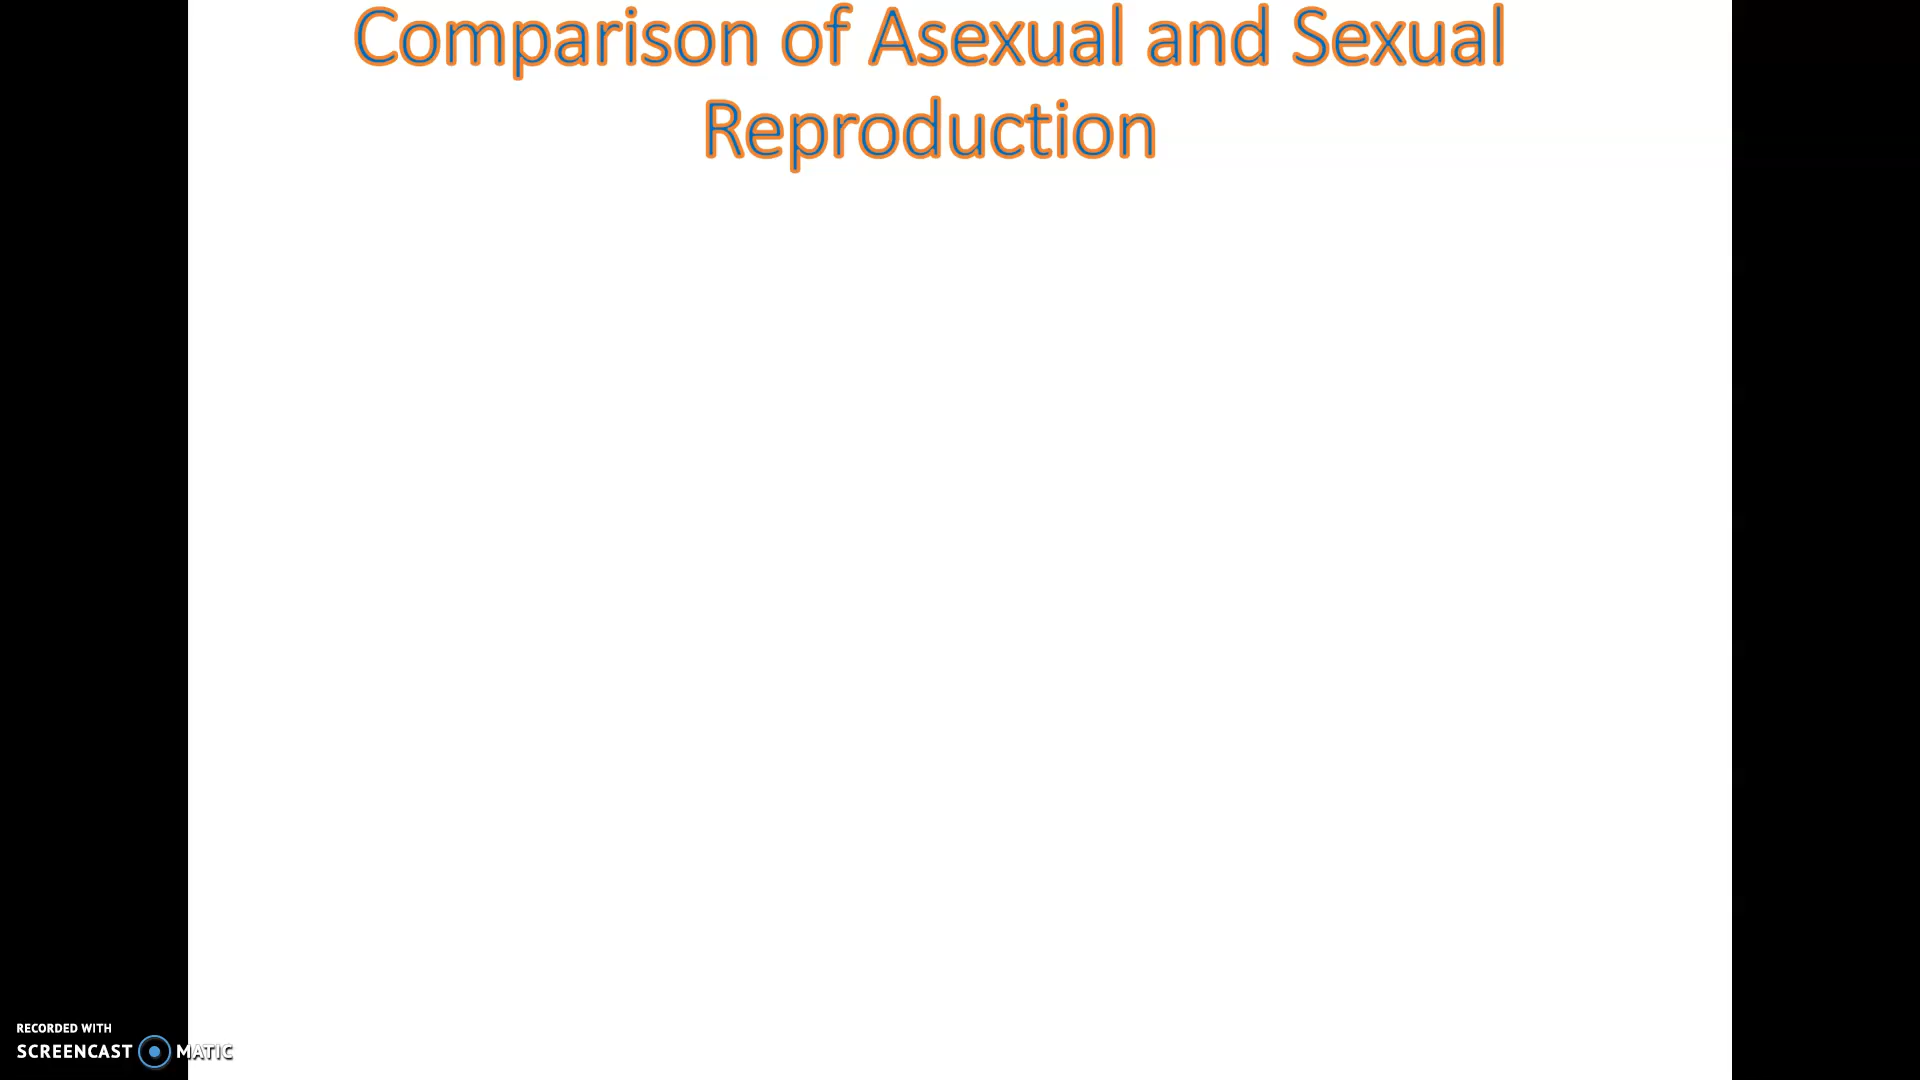 Comparison of Asexual and Sexual
Reproduction
RECORDED WITH
SCREENCAST MATIC